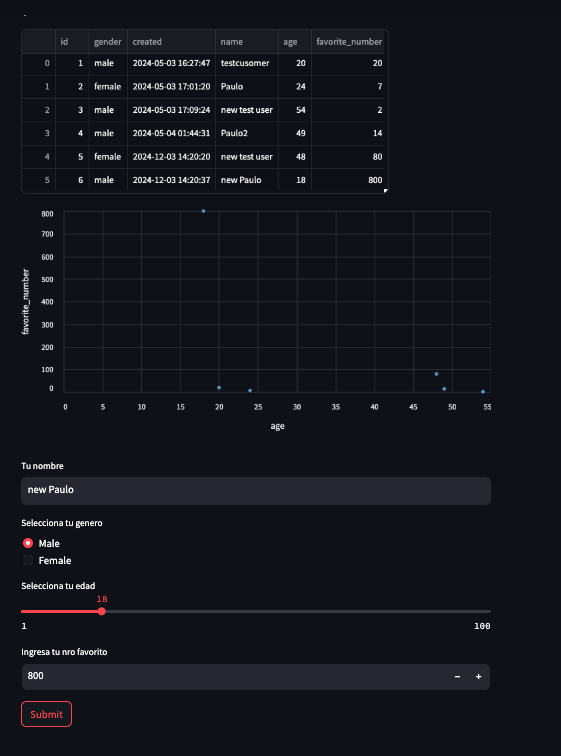 id gender created name age favorite_number
0 1 male 2024-05-03 16:27:47 testcusomer 20 20
1 2 female 2024-05-03 17:01:20 Paulo 24 7
2 3 male 2024-05-03 17:09:24 new test user 54 2
3 4 male 2024-05-04 01:44:31 Paulo2 49 14
4 5 female 2024-12-03 14:20:20 new test user 48 80
5 6 male 2024-12-03 14:20:37 new Paulo 18 800
800
700
600
500
400
300
200
100
0
favorite_number
0 5 10 15 20 25 30 35 40 45 50 55
age
Tu nombre
new Paulo
Selecciona tu genero
Male
Female
Selecciona tu edad
18
1 100
Ingresa tu nro favorito
800 − +
Submit